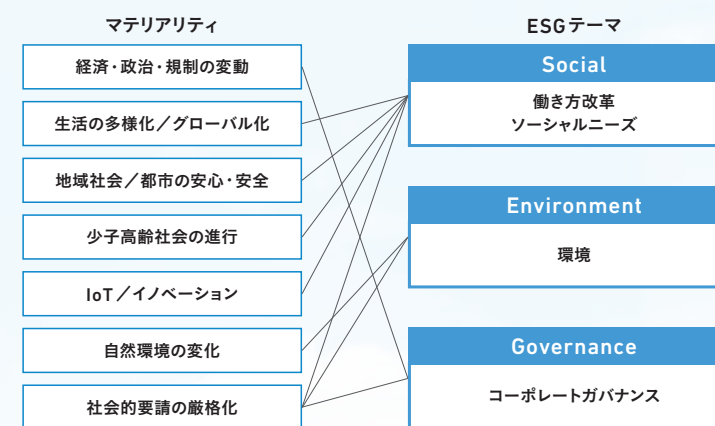 マテリアリティ
経済・政治・規制の変動
生活の多様化／グローバル化
地域社会／都市の安心・安全
少子高齢社会の進行
IoT／イノベーション
自然環境の変化
社会的要請の厳格化
ESGテーマ
Social
働き方改革
ソーシャルニーズ
Environment
環境
Governance
コーポレートガバナンス